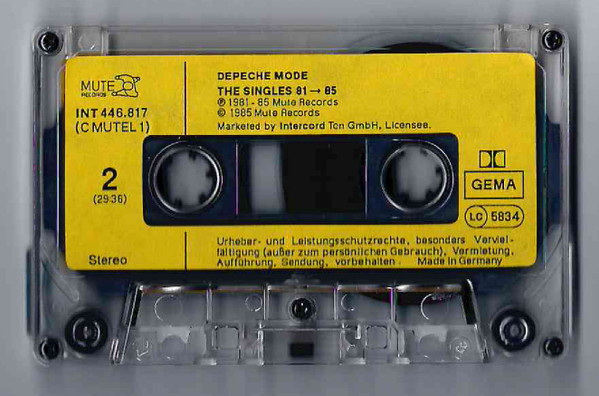 MUTE
RECORDS
INT 446.817
(C MUTEL 1)
2
(29:36)
Stereo
DEPECHE MODE
THE SINGLES 81 → 85
℗ 1981 - 85 Mute Records
© 1985 Mute Records
Marketed by Intercord Ton GmbH, Licensee.
GEMA
LC 5834
Urheber- und Leistungsschutzrechte, besonders Verviel-
fältigung (außer zum persönlichen Gebrauch), Vermietung,
Aufführung, Sendung, vorbehalten. Made in Germany